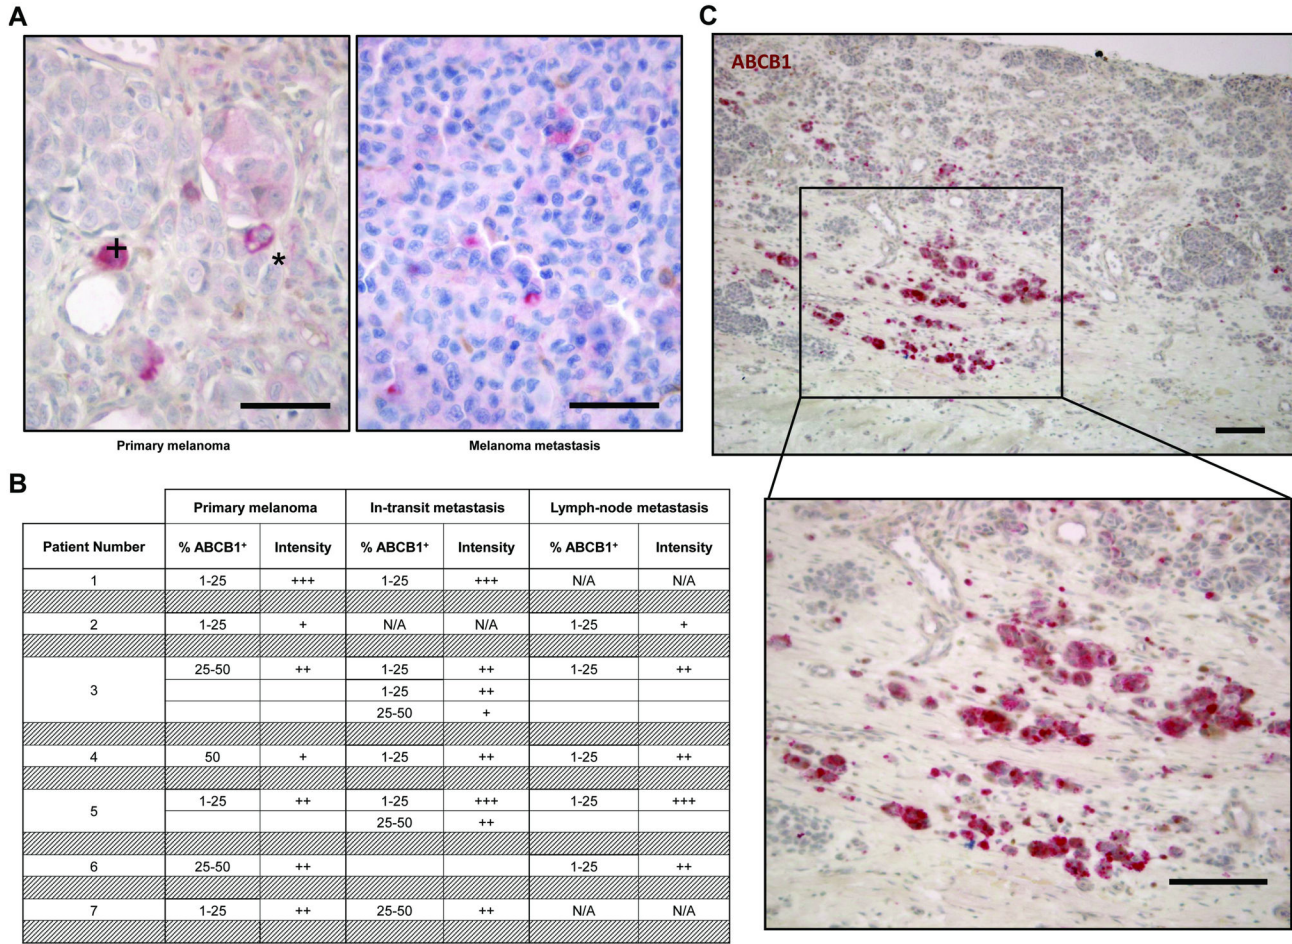 A
+
*
Primary melanoma
Melanoma metastasis
B
Primary melanoma In-transit metastasis Lymph-node metastasis
Patient Number % ABCB1⁺ Intensity % ABCB1⁺ Intensity % ABCB1⁺ Intensity
1 1-25 +++ 1-25 +++ N/A N/A
2 1-25 + N/A N/A 1-25 +
3 25-50 ++ 1-25 ++ 1-25 ++
1-25 ++
25-50 +
4 50 + 1-25 ++ 1-25 ++
5 1-25 ++ 1-25 +++ 1-25 +++
25-50 ++
6 25-50 ++ 1-25 ++
7 1-25 ++ 25-50 ++ N/A N/A
C
ABCB1